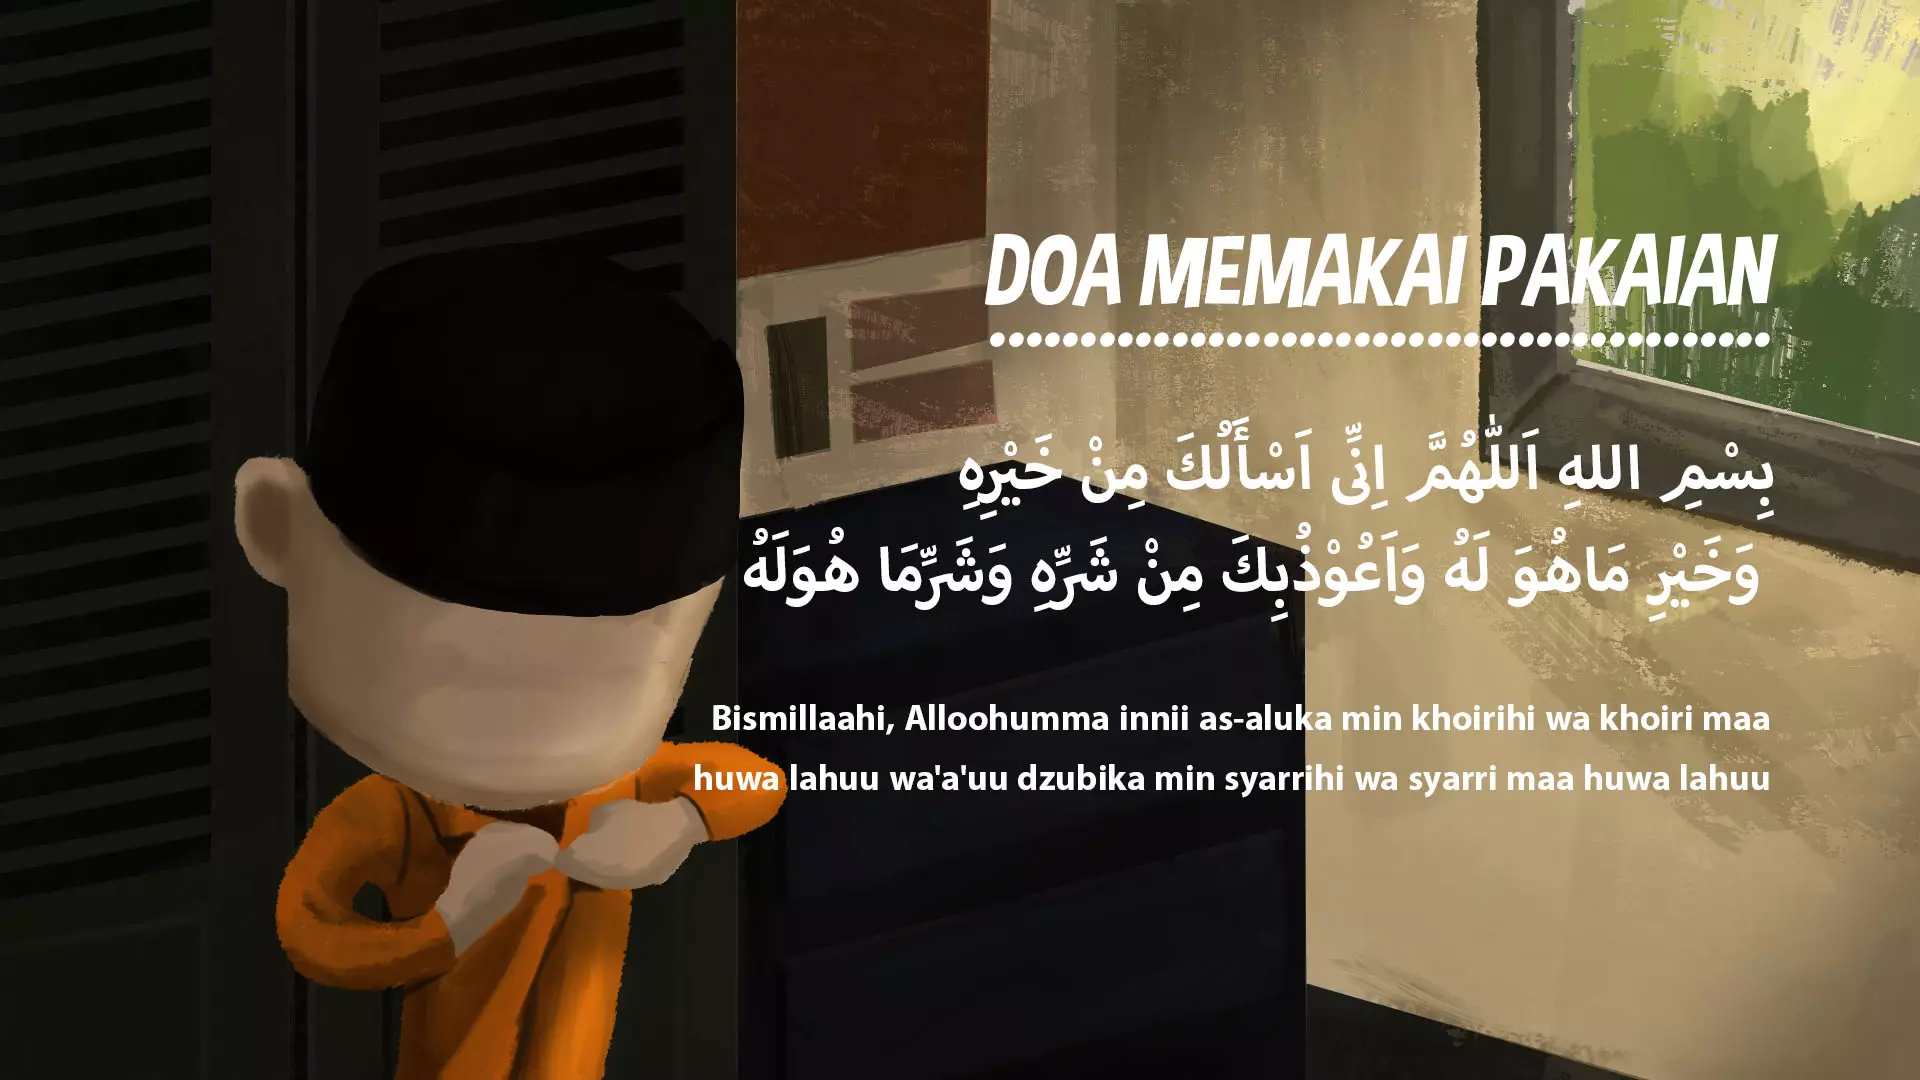 DOA MEMAKAI PAKAIAN
بِسْمِ اللهِ اَللّٰهُمَّ اِنِّى اَسْأَلُكَ مِنْ خَيْرِهِ
وَخَيْرِ مَاهُوَ لَهُ وَاَعُوْذُبِكَ مِنْ شَرِّهِ وَشَرِّمَا هُوَلَهُ
Bismillaahi, Alloohumma innii as-aluka min khoirihi wa khoiri maa
huwa lahuu wa'a'uu dzubika min syarrihi wa syarri maa huwa lahuu